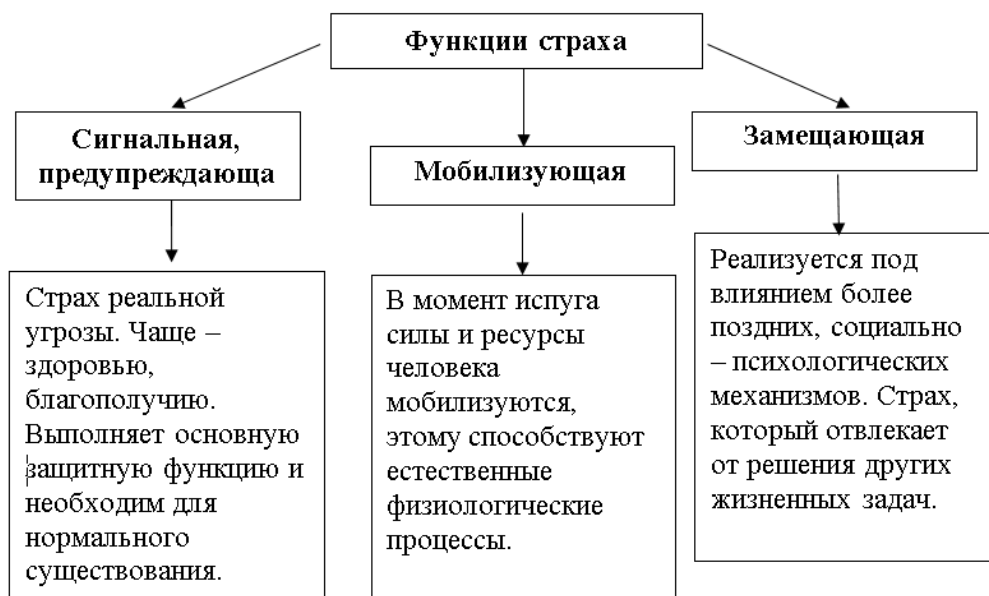 Функции страха
Сигнальная,
предупреждающа
Страх реальной
угрозы. Чаще –
здоровью,
благополучию.
Выполняет основную
защитную функцию и
необходим для
нормального
существования.
Мобилизующая
В момент испуга
силы и ресурсы
человека
мобилизуются,
этому способствуют
естественные
физиологические
процессы.
Замещающая
Реализуется под
влиянием более
поздних, социально
– психологических
механизмов. Страх,
который отвлекает
от решения других
жизненных задач.